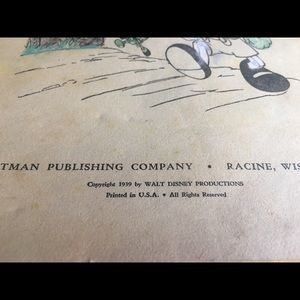 TMAN PUBLISHING COMPANY • RACINE, WIS
Copyright 1939 by WALT DISNEY PRODUCTIONS
Printed in U.S.A. • All Rights Reserved